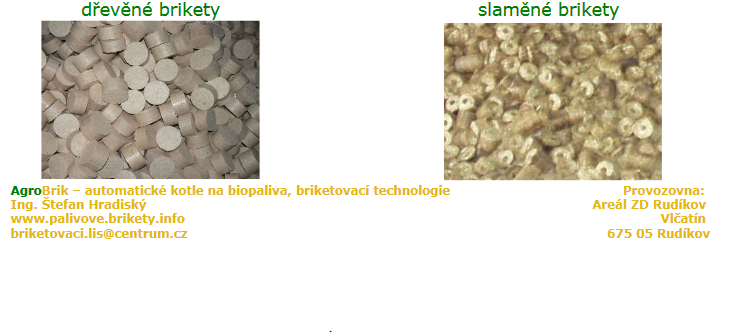 dřevěné brikety
slaměné brikety
AgroBrik – automatické kotle na biopaliva, briketovací technologie
Ing. Štefan Hradiský
www.palivove.brikety.info
briketovaci.lis@centrum.cz
Provozovna:
Areál ZD Rudíkov
Vlčatín
675 05 Rudíkov